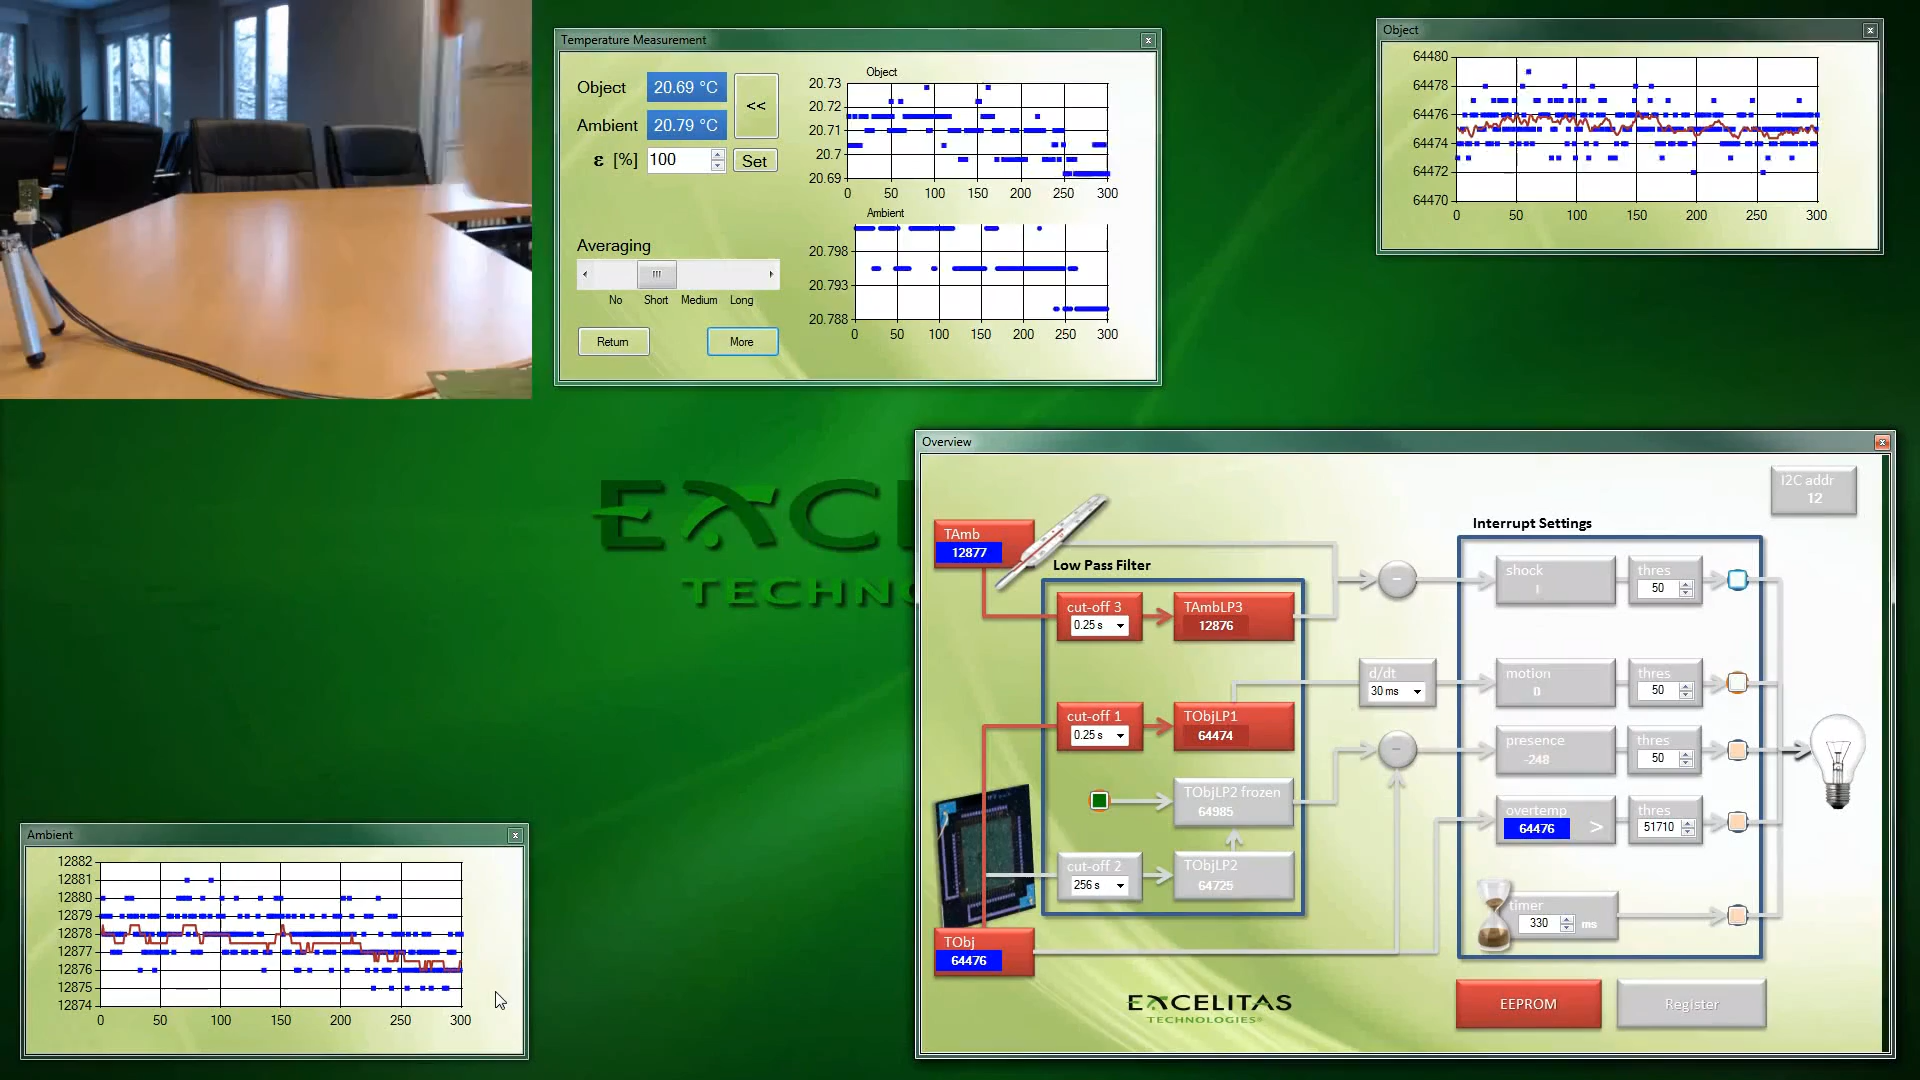 Temperature Measurement
Object 20.69 °C
<<
Ambient 20.79 °C
ε [%] 100 Set
Averaging
No Short Medium Long
Return More
Object
20.73
20.72
20.71
20.7
20.69
0 50 100 150 200 250 300
Ambient
20.798
20.793
20.788
0 50 100 150 200 250 300
Object
64480
64478
64476
64474
64472
64470
0 50 100 150 200 250 300
EXC
TECHNO
Overview
I2C addr
12
Interrupt Settings
TAmb
12877
Low Pass Filter
cut-off 3
0.25 s
TAmbLP3
12876
shock
1
thres
50
d/dt
30 ms
motion
0
thres
50
cut-off 1
0.25 s
TObjLP1
64474
presence
-248
thres
50
TObjLP2 frozen
64985
overtemp
64476 >
thres
51710
cut-off 2
256 s
TObjLP2
64725
timer
330 ms
TObj
64476
EXCELITAS
TECHNOLOGIES
EEPROM
Register
Ambient
12882
12881
12880
12879
12878
12877
12876
12875
12874
0 50 100 150 200 250 300